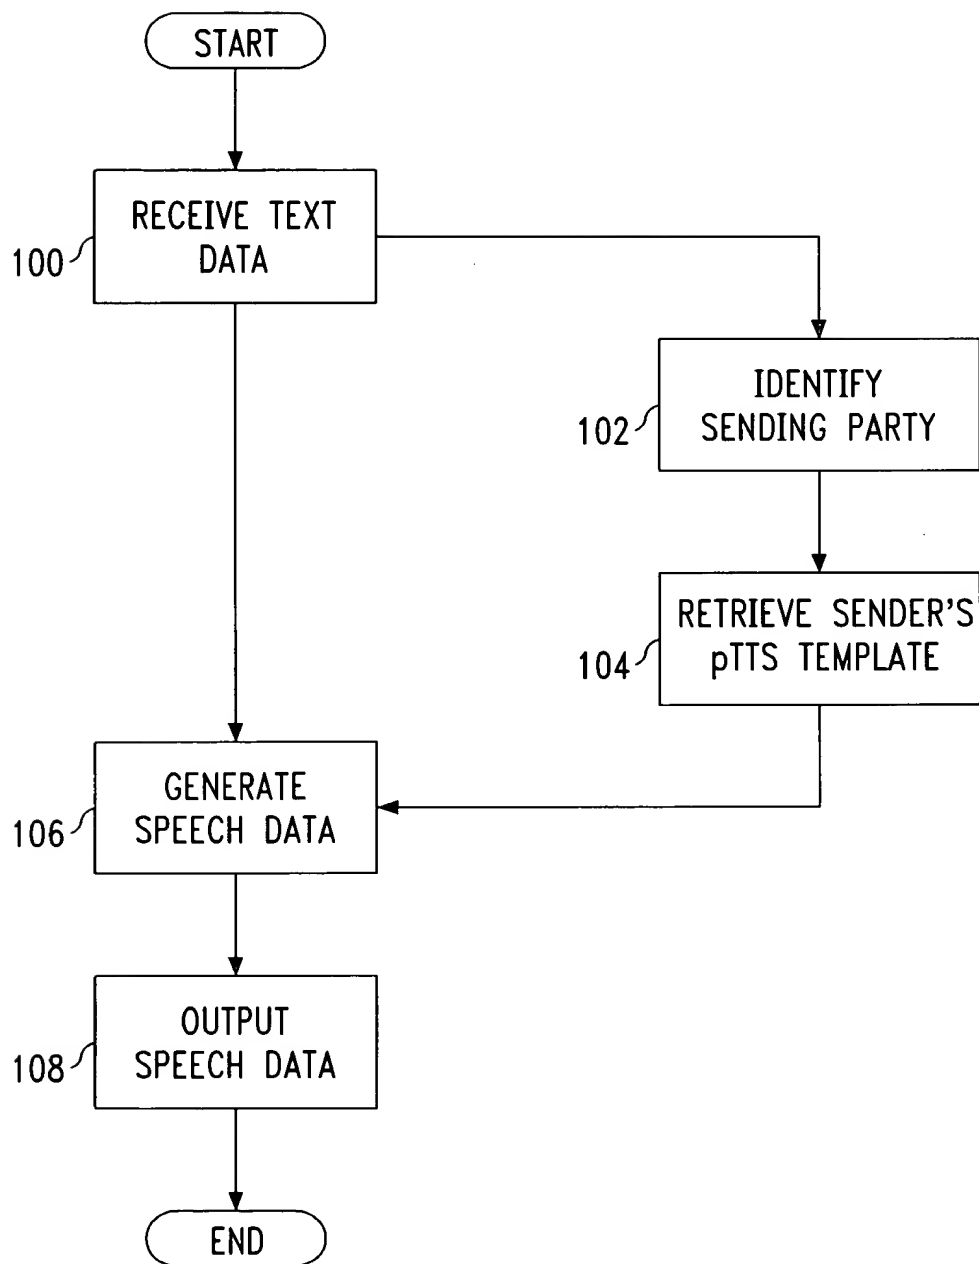 START
RECEIVE TEXT
DATA
100
IDENTIFY
SENDING PARTY
102
RETRIEVE SENDER'S
pTTS TEMPLATE
104
GENERATE
SPEECH DATA
106
OUTPUT
SPEECH DATA
108
END